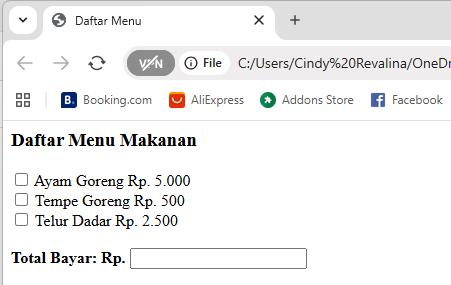 Daftar Menu
VPN File C:/Users/Cindy%20Revalina/OneDr
Booking.com AliExpress Addons Store Facebook
Daftar Menu Makanan
Ayam Goreng Rp. 5.000
Tempe Goreng Rp. 500
Telur Dadar Rp. 2.500
Total Bayar: Rp.